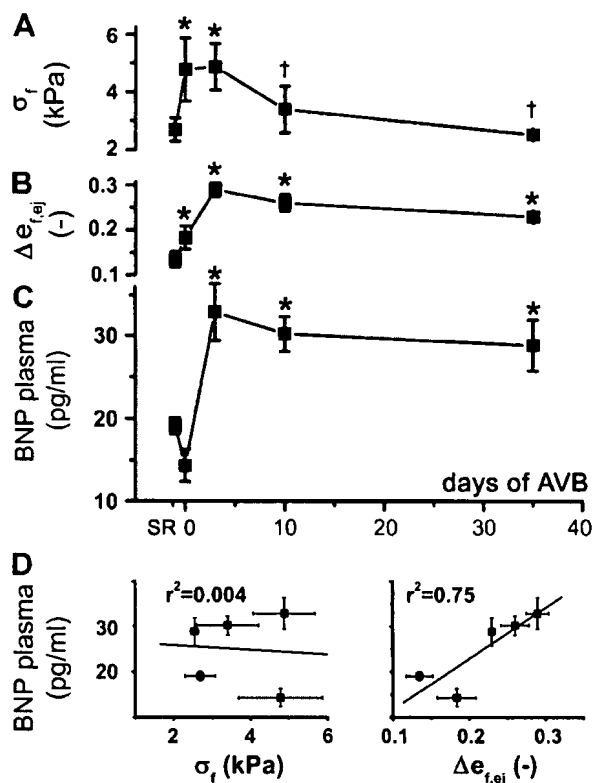 A
σf
(kPa)
6
4
2
*
*
†
†
B
Δef,ej
(-)
0.3
0.2
0.1
*
*
*
*
C
BNP plasma
(pg/ml)
30
20
10
*
*
*
days of AVB
SR 0 10 20 30 40
D
BNP plasma
(pg/ml)
30
20
r²=0.004
r²=0.75
2 4 6
0.1 0.2 0.3
σf (kPa)
Δef,ej (-)